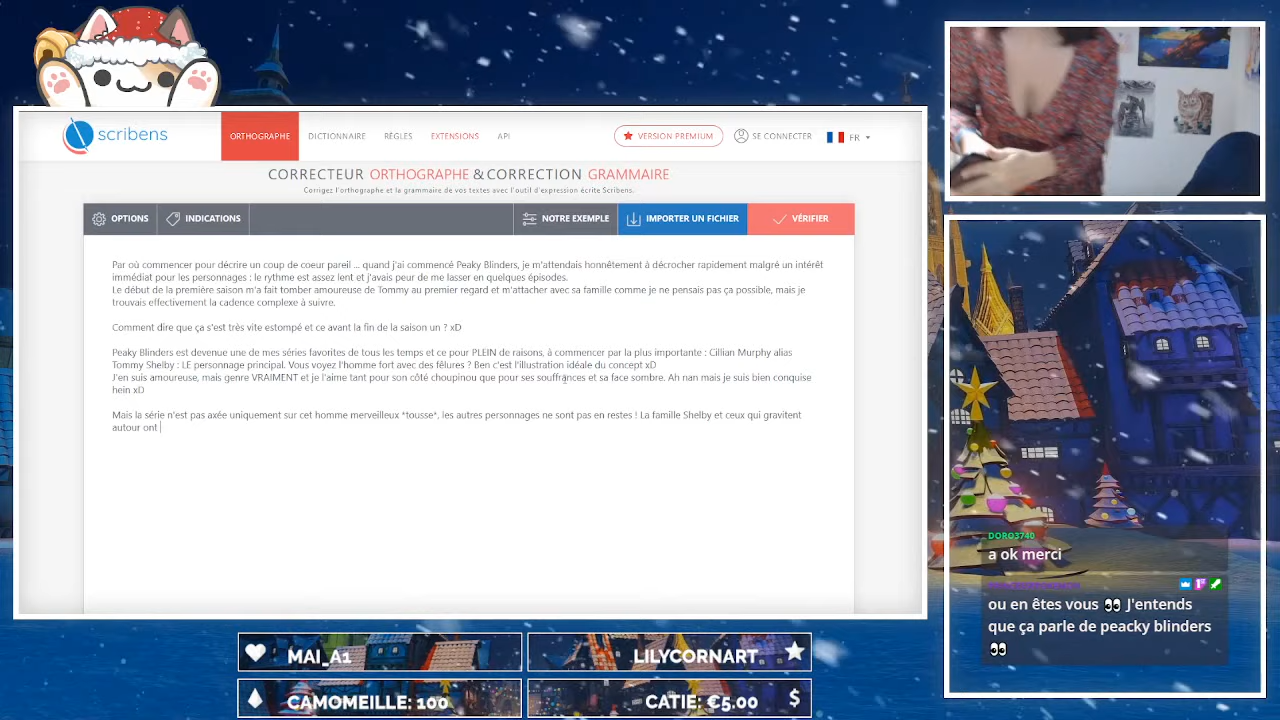 scribens
ORTHOGRAPHE
DICTIONNAIRE
RÈGLES
EXTENSIONS
API
VERSION PREMIUM
SE CONNECTER
FR
CORRECTEUR ORTHOGRAPHE & CORRECTION GRAMMAIRE
Corrigez l'orthographe et la grammaire de vos textes avec l'outil d'expression écrite Scribens.
OPTIONS
INDICATIONS
NOTRE EXEMPLE
IMPORTER UN FICHIER
VÉRIFIER
Par où commencer pour décrire un coup de coeur pareil ... quand j'ai commencé Peaky Blinders, je m'attendais honnêtement à décrocher rapidement malgré un intérêt
immédiat pour les personnages ; le rythme est assez lent et j'avais peur de me lasser en quelques épisodes.
Le début de la première saison m'a fait tomber amoureuse de Tommy au premier regard et m'attacher avec sa famille comme je ne pensais pas ça possible, mais je
trouvais effectivement la cadence complexe à suivre.
Comment dire que ça s'est très vite estompé et ce avant la fin de la saison un ? xD
Peaky Blinders est devenue une de mes séries favorites de tous les temps et ce pour PLEIN de raisons, à commencer par la plus importante : Cillian Murphy alias
Tommy Shelby : LE personnage principal. Vous voyez l'homme fort avec des fêlures ? Ben c'est l'illustration idéale du concept xD
J'en suis amoureuse, mais genre VRAIMENT et je l'aime tant pour son côté choupinou que pour ses souffrances et sa face sombre. Ah nan mais je suis bien conquise
hein xD
Mais la série n'est pas axée uniquement sur cet homme merveilleux *tousse*, les autres personnages ne sont pas en restes ! La famille Shelby et ceux qui gravitent
autour ont
DORO3740
a ok merci
ou en êtes vous 👀 J'entends
que ça parle de peacky blinders
👀
MAI_A1
LILYCORNART
CAMOMEILLE: 100
CATIE: €5.00
$